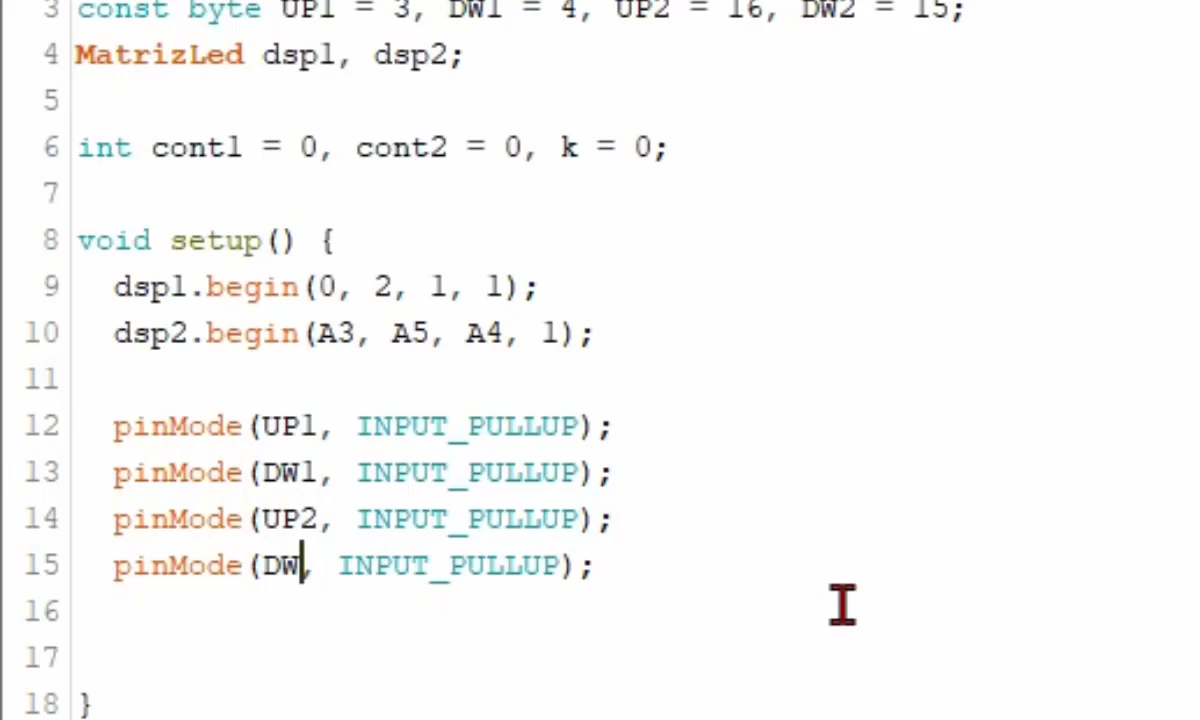 3 const byte UP1 = 3, DW1 = 4, UP2 = 16, DW2 = 15;
4 MatrizLed dsp1, dsp2;
5
6 int cont1 = 0, cont2 = 0, k = 0;
7
8 void setup() {
9 dsp1.begin(0, 2, 1, 1);
10 dsp2.begin(A3, A5, A4, 1);
11
12 pinMode(UP1, INPUT_PULLUP);
13 pinMode(DW1, INPUT_PULLUP);
14 pinMode(UP2, INPUT_PULLUP);
15 pinMode(DW, INPUT_PULLUP);
16
17
18 }